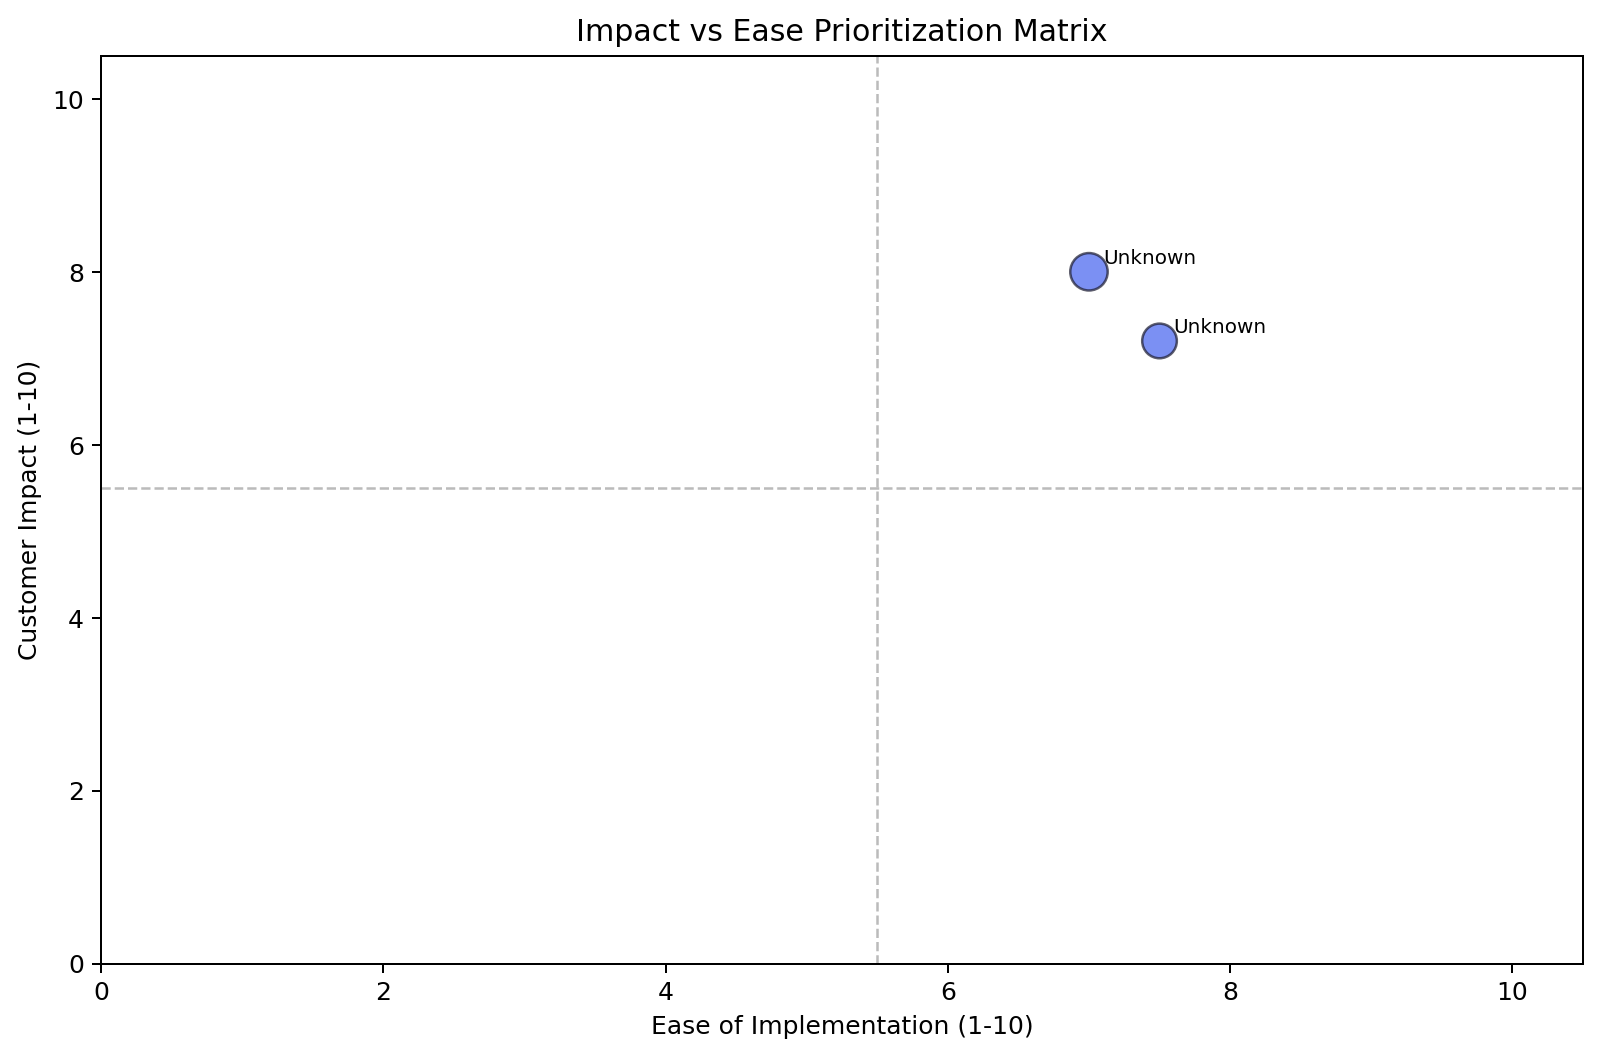 Impact vs Ease Prioritization Matrix
10
8
6
4
2
0
Customer Impact (1-10)
Unknown
Unknown
0 2 4 6 8 10
Ease of Implementation (1-10)